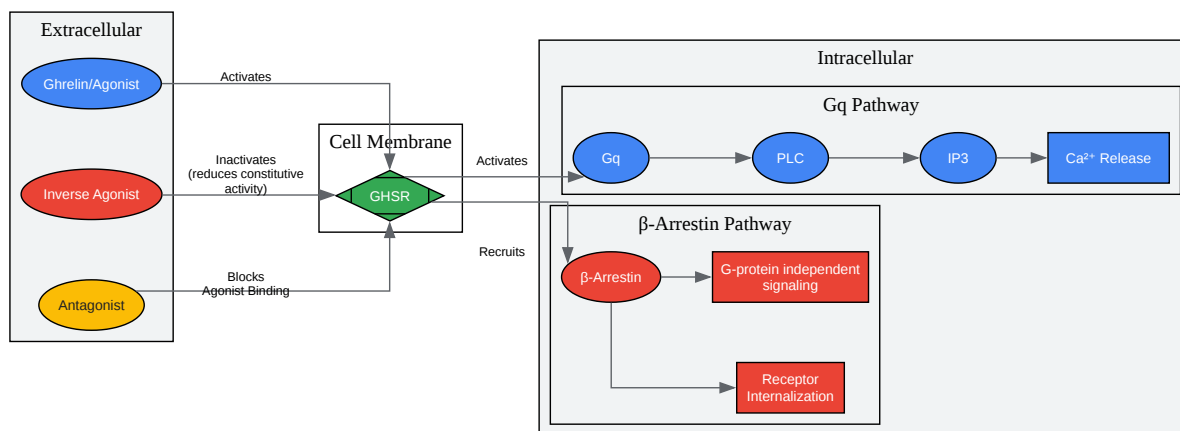 Extracellular
Ghrelin/Agonist
Activates
Inverse Agonist
Inactivates
(reduces constitutive
activity)
Antagonist
Blocks
Agonist Binding
Cell Membrane
GHSR
Activates
Recruits
Intracellular
Gq Pathway
Gq
PLC
IP3
Ca²⁺ Release
β-Arrestin Pathway
β-Arrestin
G-protein independent
signaling
Receptor
Internalization